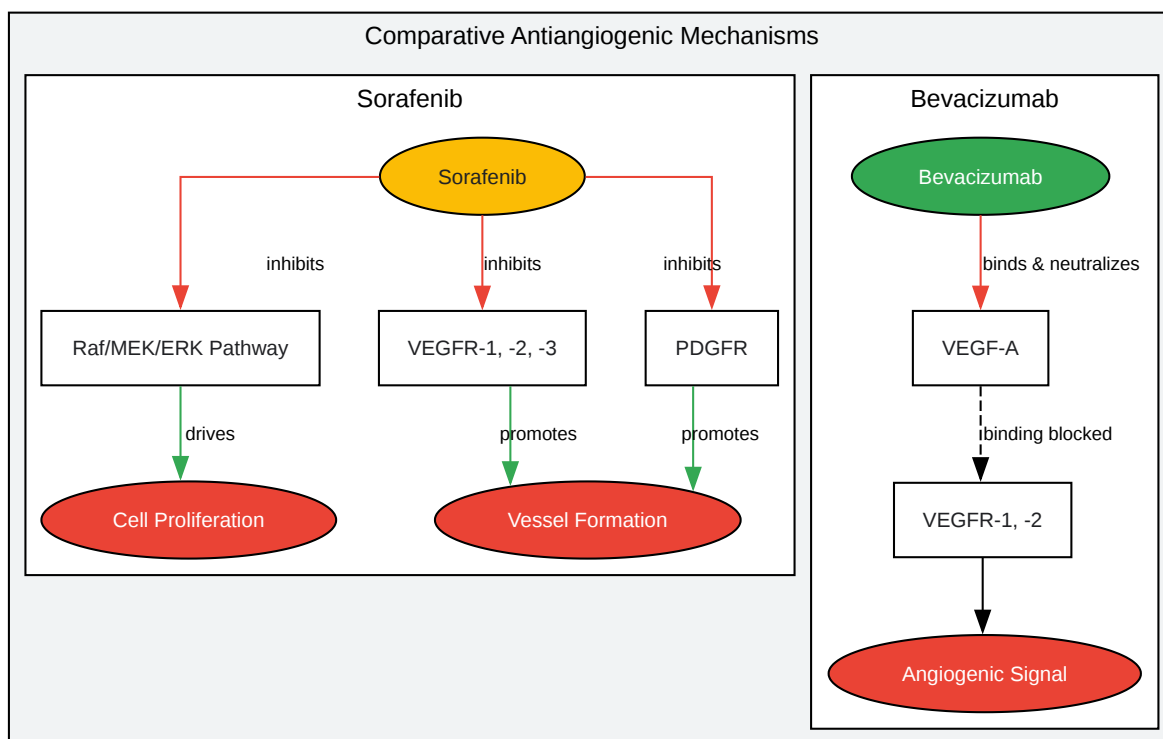 Comparative Antiangiogenic Mechanisms
Sorafenib
Sorafenib
inhibits
inhibits
inhibits
Raf/MEK/ERK Pathway
VEGFR-1, -2, -3
PDGFR
drives
promotes
promotes
Cell Proliferation
Vessel Formation
Bevacizumab
Bevacizumab
binds & neutralizes
VEGF-A
binding blocked
VEGFR-1, -2
Angiogenic Signal